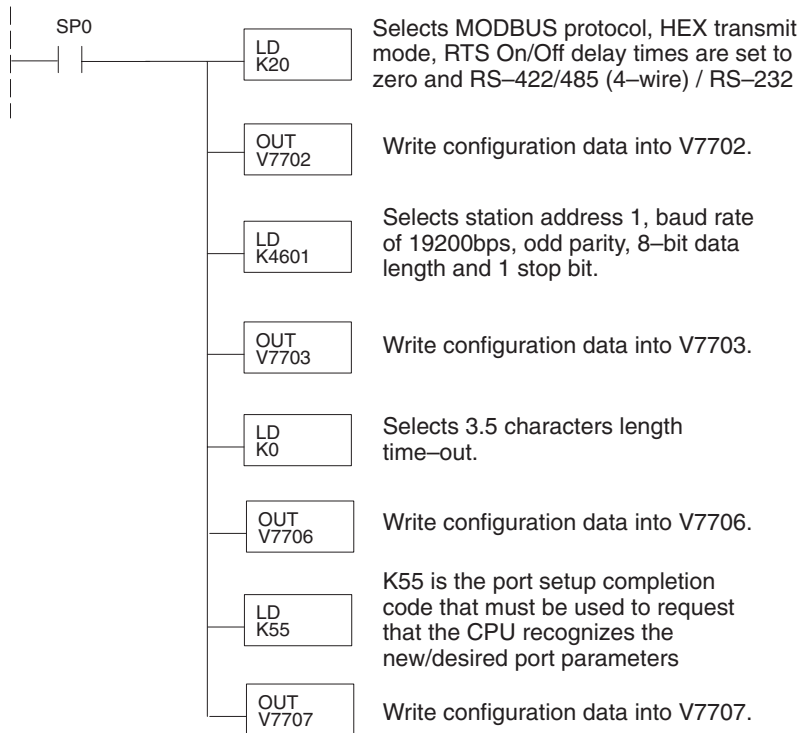 SP0
LD
K20
Selects MODBUS protocol, HEX transmit
mode, RTS On/Off delay times are set to
zero and RS–422/485 (4–wire) / RS–232
OUT
V7702
Write configuration data into V7702.
LD
K4601
Selects station address 1, baud rate
of 19200bps, odd parity, 8–bit data
length and 1 stop bit.
OUT
V7703
Write configuration data into V7703.
LD
K0
Selects 3.5 characters length
time–out.
OUT
V7706
Write configuration data into V7706.
LD
K55
K55 is the port setup completion
code that must be used to request
that the CPU recognizes the
new/desired port parameters
OUT
V7707
Write configuration data into V7707.